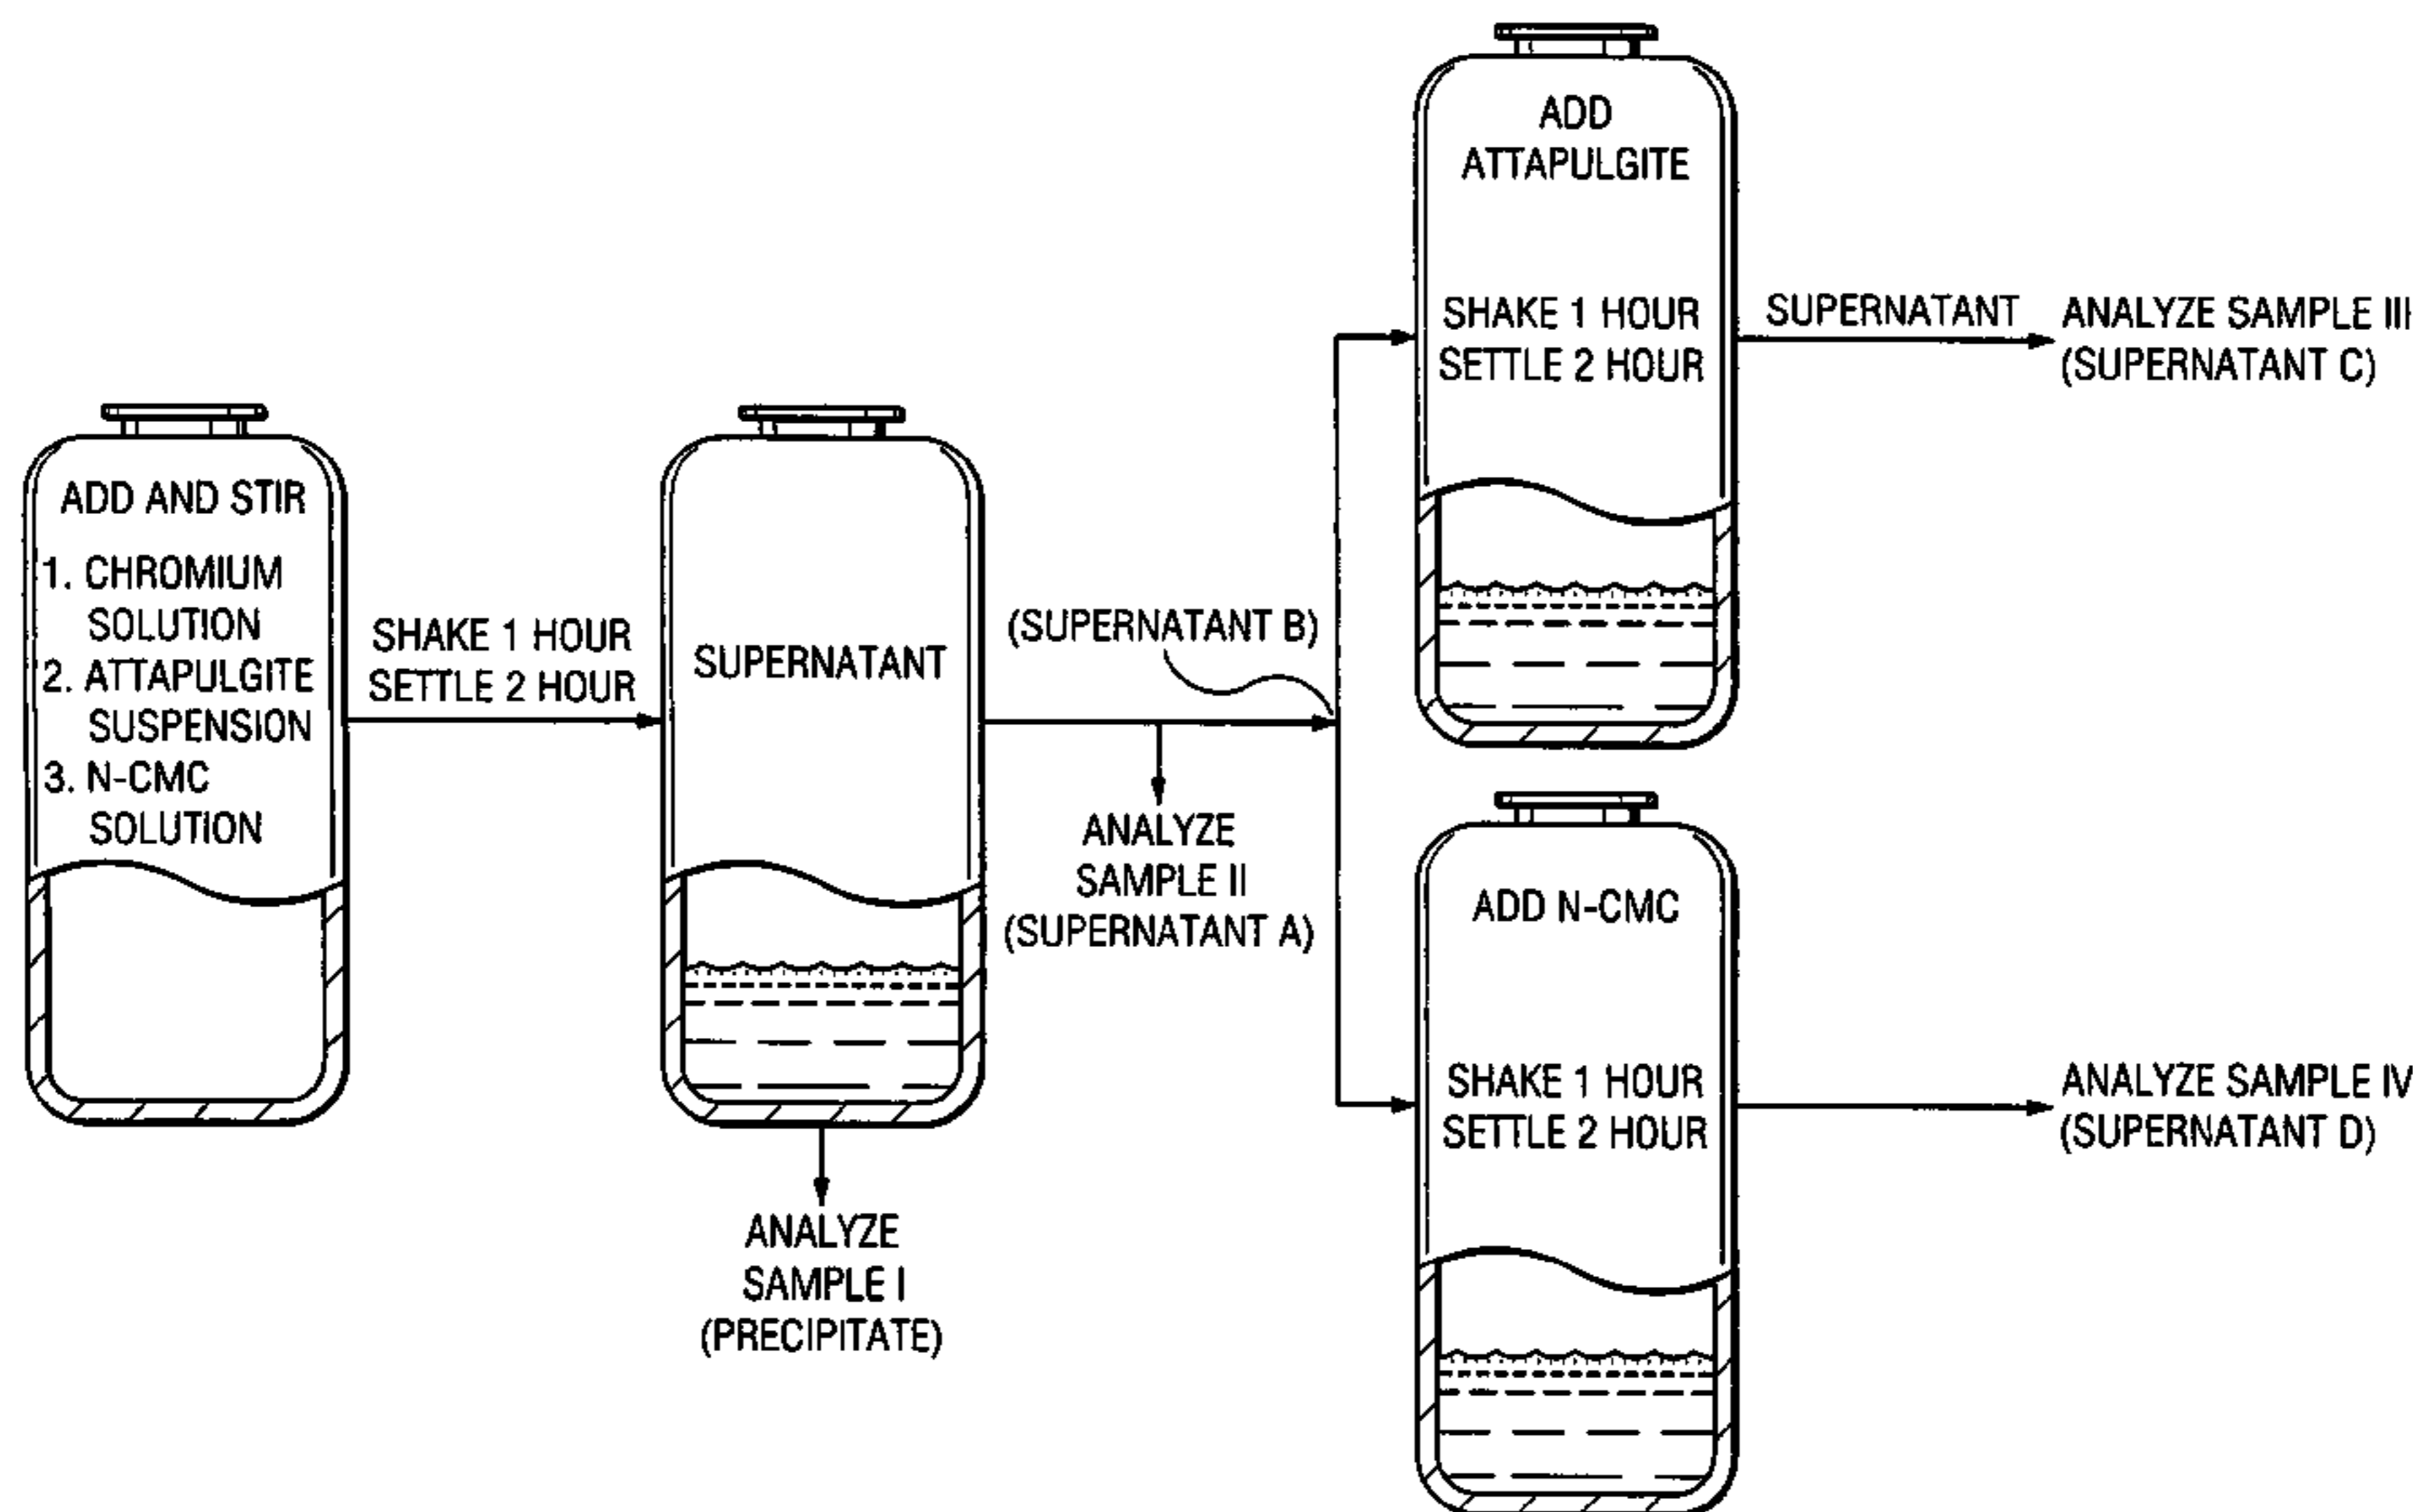 ADD AND STIR
1. CHROMIUM
SOLUTION
2. ATTAPULGITE
SUSPENSION
3. N-CMC
SOLUTION
SHAKE 1 HOUR
SETTLE 2 HOUR
SUPERNATANT
ANALYZE
SAMPLE I
(PRECIPITATE)
(SUPERNATANT B)
ANALYZE
SAMPLE II
(SUPERNATANT A)
ADD
ATTAPULGITE
SHAKE 1 HOUR
SETTLE 2 HOUR
SUPERNATANT
ANALYZE SAMPLE III
(SUPERNATANT C)
ADD N-CMC
SHAKE 1 HOUR
SETTLE 2 HOUR
ANALYZE SAMPLE IV
(SUPERNATANT D)